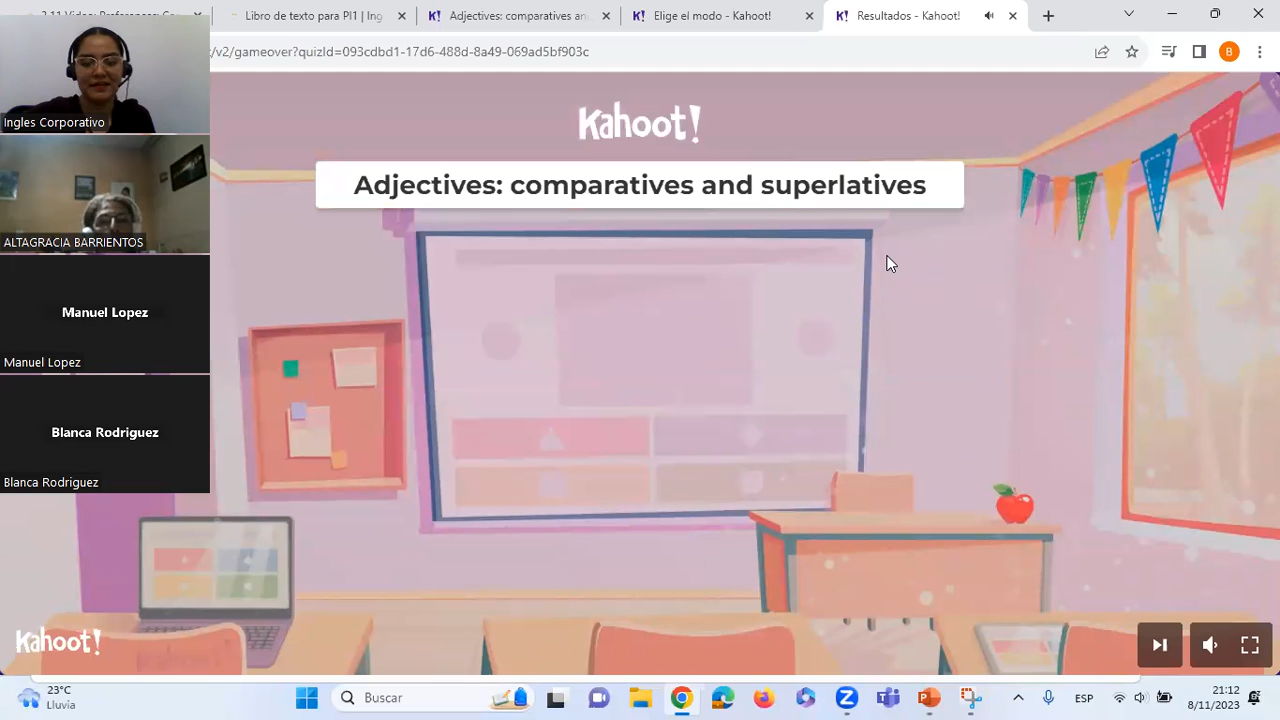 Libro de texto para PI1 | Ing
Adjectives: comparatives an
Elige el modo - Kahoot!
Resultados - Kahoot!
/v2/gameover?quizId=093cdbd1-17d6-488d-8a49-069ad5bf903c
B
Ingles Corporativo
ALTAGRACIA BARRIENTOS
Manuel Lopez
Manuel Lopez
Blanca Rodriguez
Blanca Rodriguez
Kahoot!
Adjectives: comparatives and superlatives
Kahoot!
23°C
Lluvia
Buscar
ESP
21:12
8/11/2023